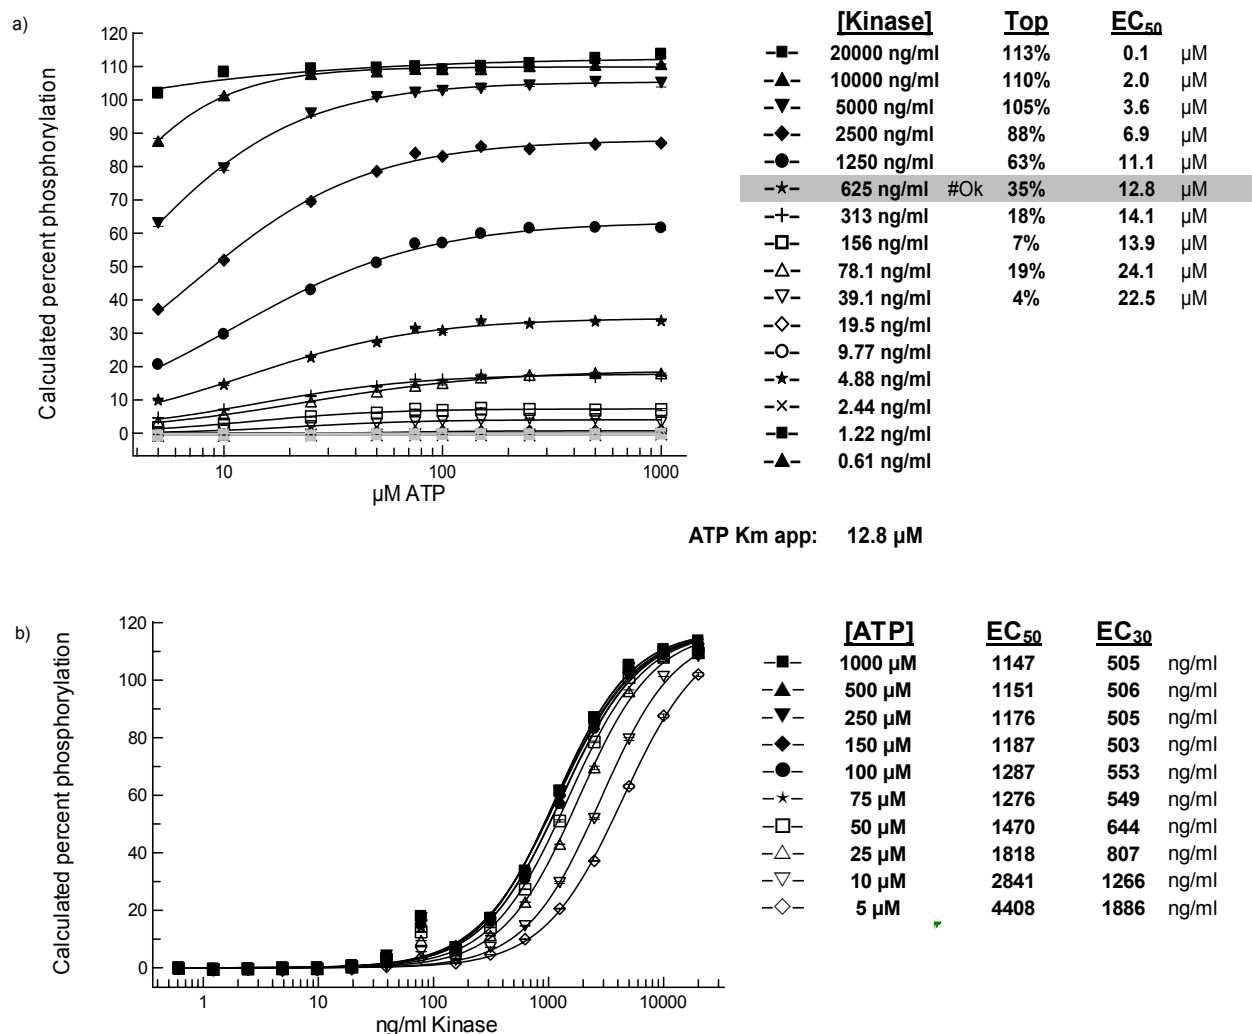 a)
Calculated percent phosphorylation
120
110
100
90
80
70
60
50
40
30
20
10
0
10
100
1000
µM ATP
[Kinase] Top EC50
20000 ng/ml 113% 0.1 µM
10000 ng/ml 110% 2.0 µM
5000 ng/ml 105% 3.6 µM
2500 ng/ml 88% 6.9 µM
1250 ng/ml 63% 11.1 µM
625 ng/ml #Ok 35% 12.8 µM
313 ng/ml 18% 14.1 µM
156 ng/ml 7% 13.9 µM
78.1 ng/ml 19% 24.1 µM
39.1 ng/ml 4% 22.5 µM
19.5 ng/ml
9.77 ng/ml
4.88 ng/ml
2.44 ng/ml
1.22 ng/ml
0.61 ng/ml
ATP Km app: 12.8 µM
b)
Calculated percent phosphorylation
120
100
80
60
40
20
0
1
10
100
1000
10000
ng/ml Kinase
[ATP] EC50 EC30
1000 µM 1147 505 ng/ml
500 µM 1151 506 ng/ml
250 µM 1176 505 ng/ml
150 µM 1187 503 ng/ml
100 µM 1287 553 ng/ml
75 µM 1276 549 ng/ml
50 µM 1470 644 ng/ml
25 µM 1818 807 ng/ml
10 µM 2841 1266 ng/ml
5 µM 4408 1886 ng/ml